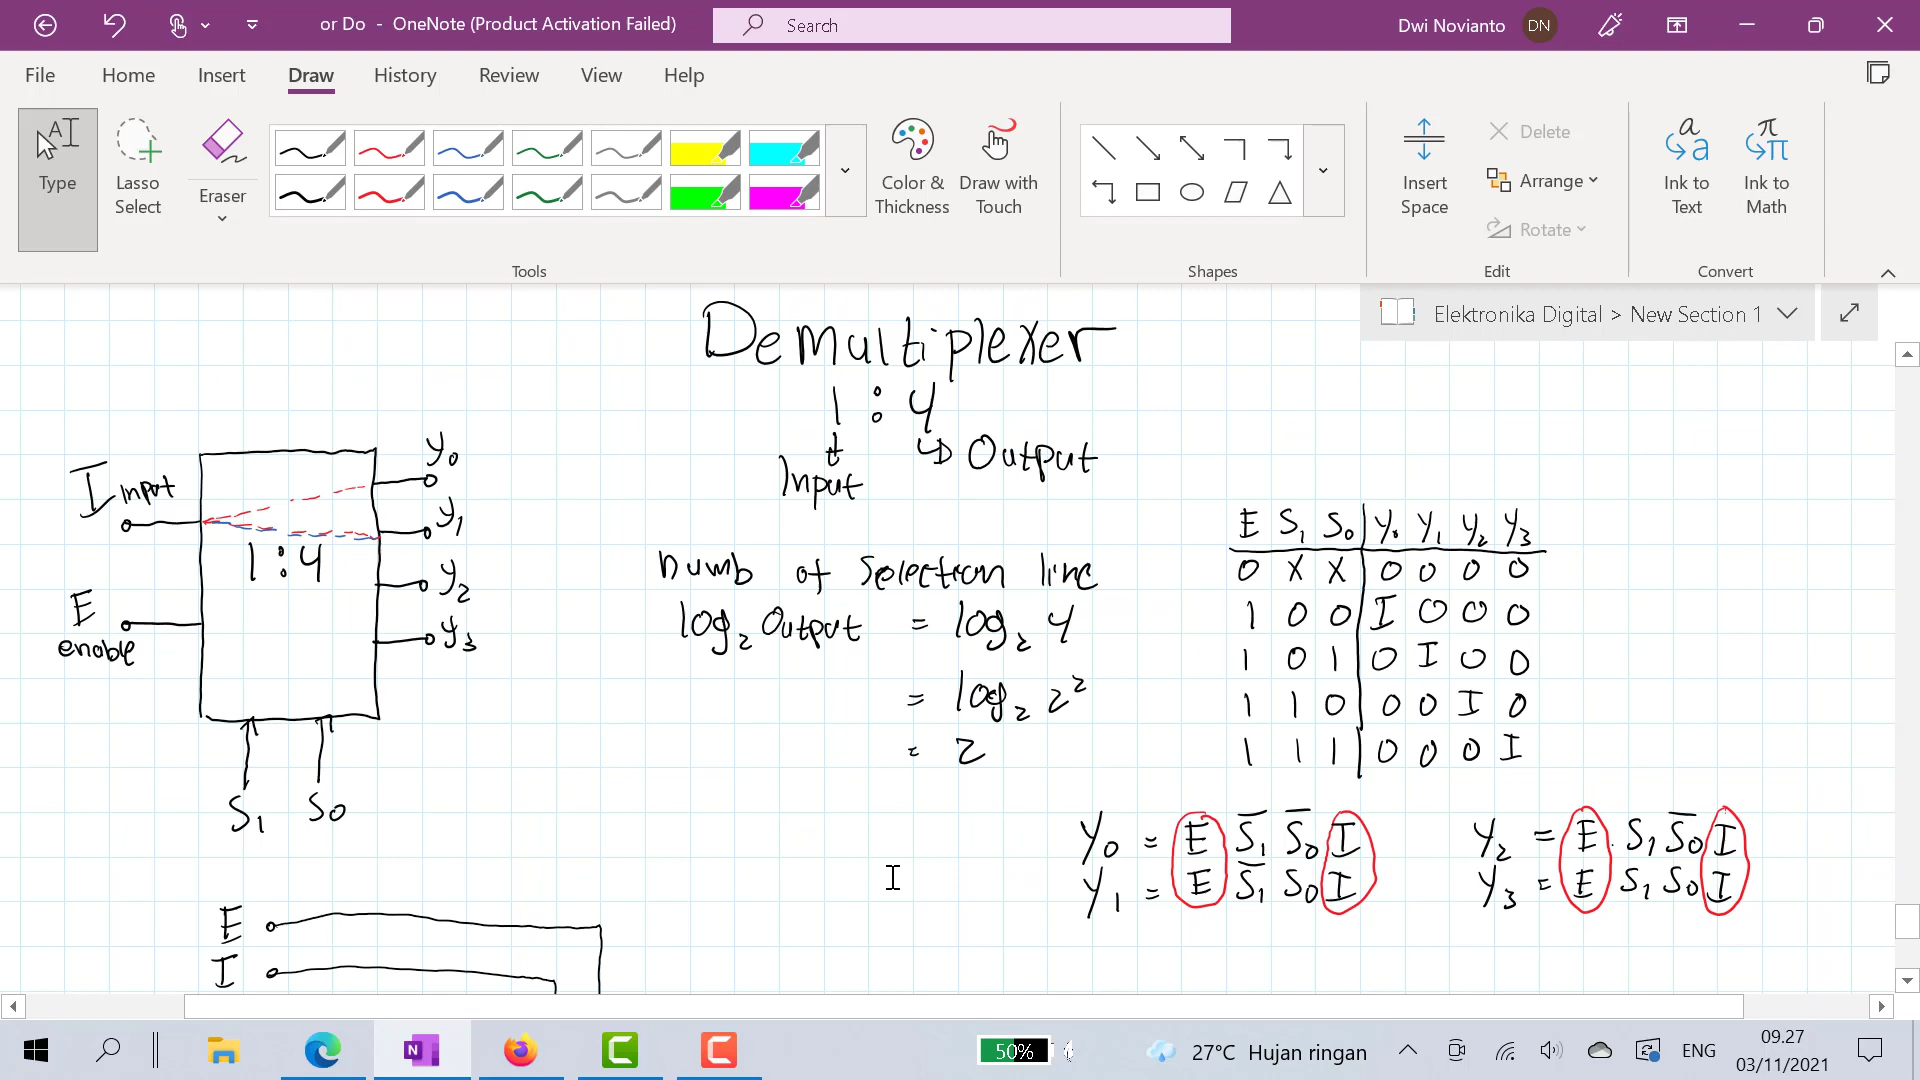 or Do - OneNote (Product Activation Failed)
Search
Dwi Novianto
DN
File
Home
Insert
Draw
History
Review
View
Help
Type
Lasso
Select
Eraser
Color &
Thickness
Draw with
Touch
Insert
Space
Delete
Arrange
Rotate
Ink to
Text
Ink to
Math
Tools
Shapes
Edit
Convert
Elektronika Digital > New Section 1
Demultiplexer
1 : 4
Input
Output
I input
E
enable
1 : 4
y₀
y₁
y₂
y₃
S₁ S₀
numb of selection line
log₂ Output = log₂ 4
= log₂ 2²
= 2
E S₁ S₀ y₀ y₁ y₂ y₃
0 X X 0 0 0 0
1 0 0 I 0 0 0
1 0 1 0 I 0 0
1 1 0 0 0 I 0
1 1 1 0 0 0 I
y₀ = E S̅₁ S̅₀ I
y₁ = E S̅₁ S₀ I
y₂ = E . S₁ S̅₀ I
y₃ = E S₁ S₀ I
E
I
50%
27°C Hujan ringan
ENG
09.27
03/11/2021